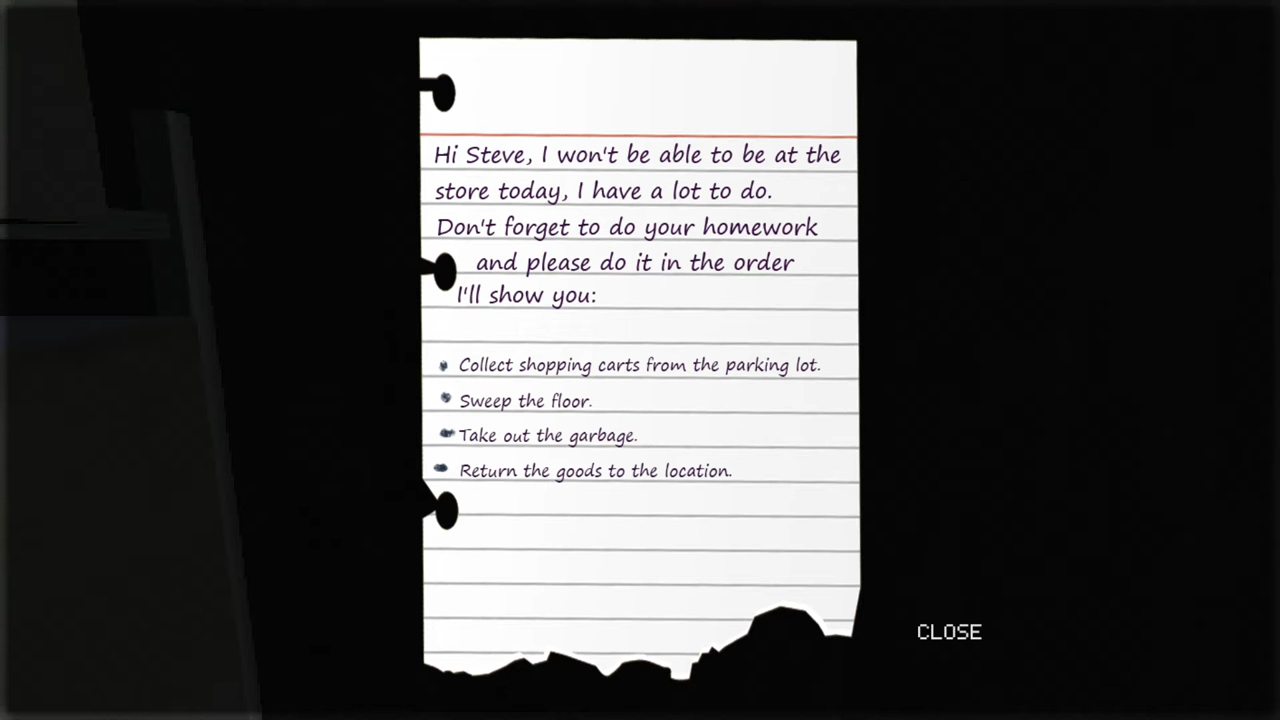 Hi Steve, I won't be able to be at the
store today, I have a lot to do.
Don't forget to do your homework
and please do it in the order
I'll show you:
Collect shopping carts from the parking lot.
Sweep the floor.
Take out the garbage.
Return the goods to the location.
CLOSE